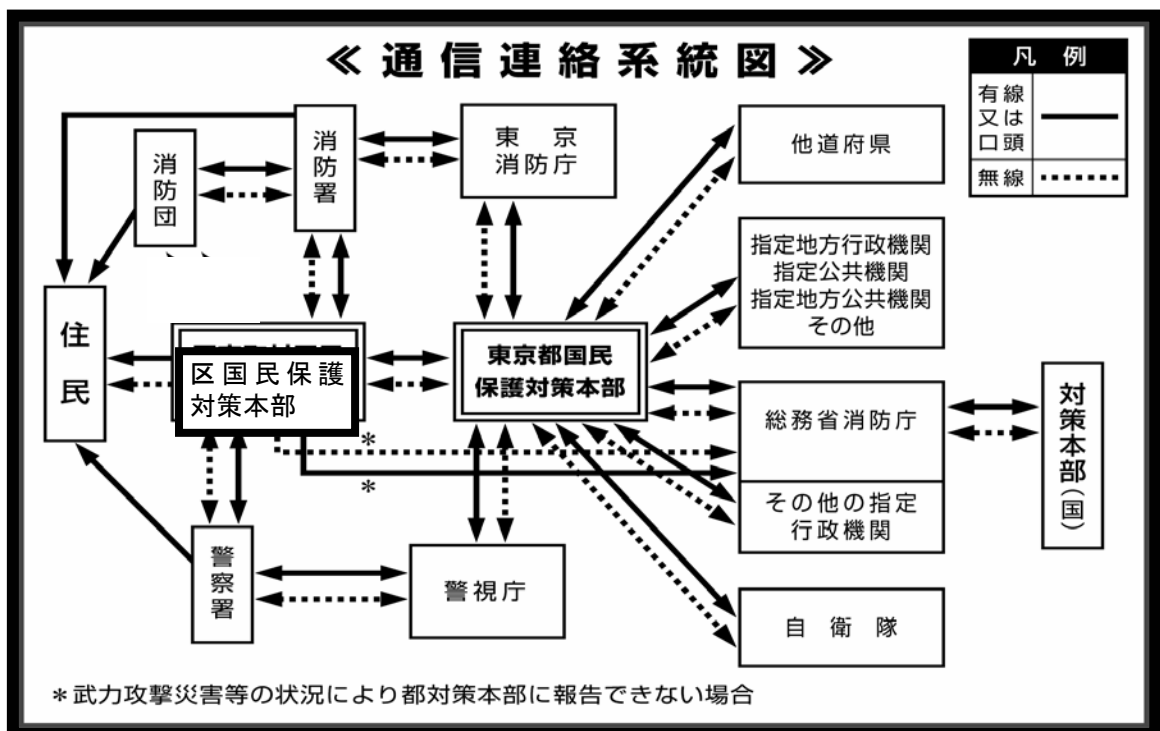 ≪通信連絡系統図≫
凡例
有線
又は
口頭
無線
消防署
消防団
東京
消防庁
他道府県
指定地方行政機関
指定公共機関
指定地方公共機関
その他
住民
区国民保護
対策本部
東京都国民
保護対策本部
総務省消防庁
対策本部(国)
*
*
その他の指定
行政機関
警察署
警視庁
自衛隊
*武力攻撃災害等の状況により都対策本部に報告できない場合